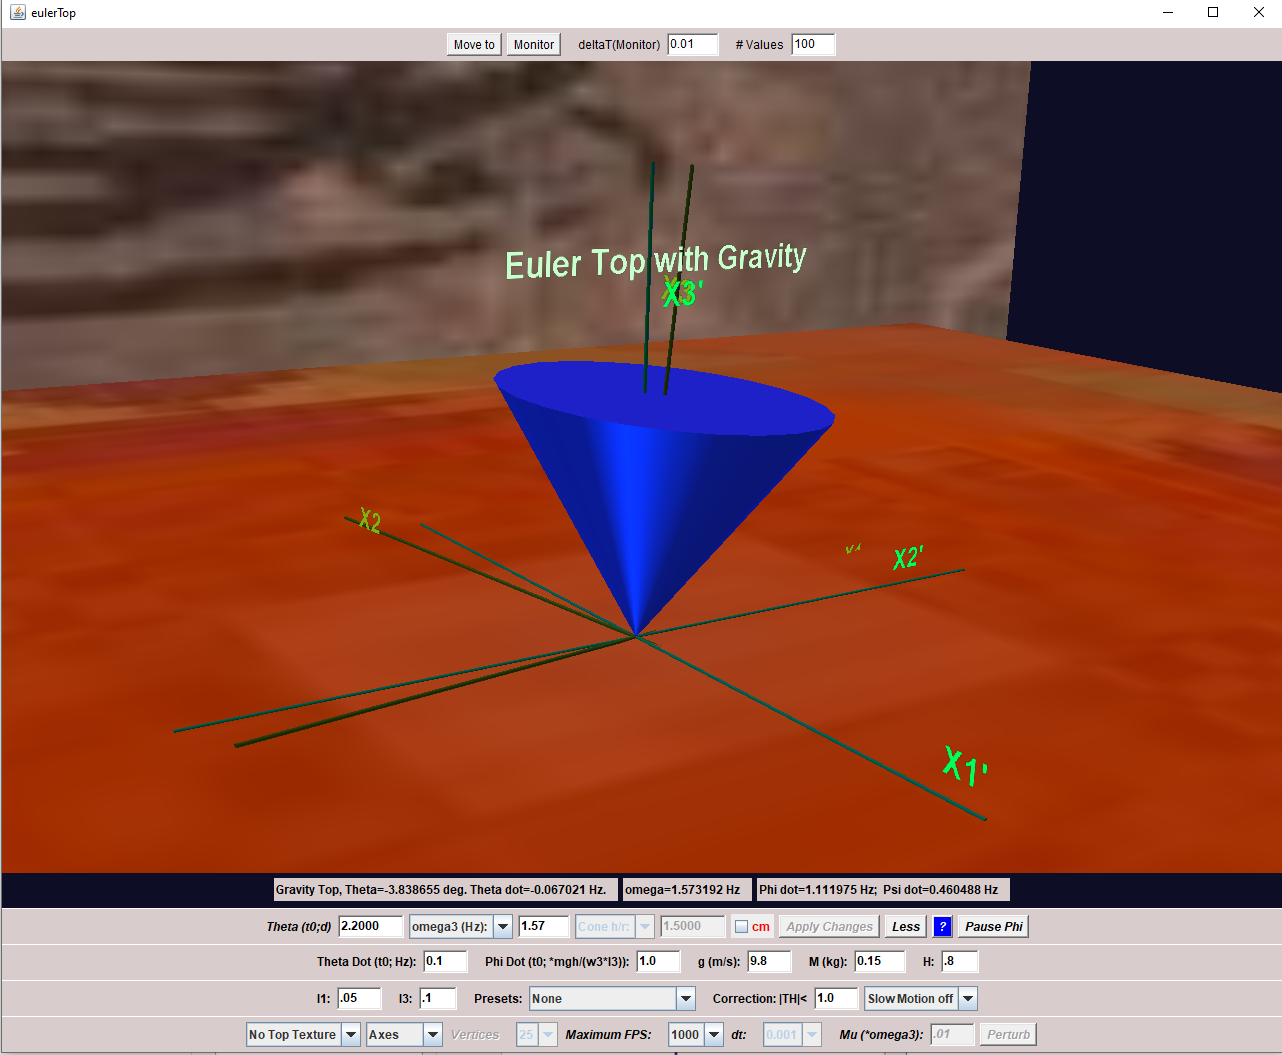 eulerTop
Move to Monitor deltaT(Monitor) 0.01 # Values 100
Euler Top with Gravity
X3'
X2
X2'
X1'
Gravity Top, Theta=-3.838655 deg. Theta dot=-0.067021 Hz. omega=1.573192 Hz Phi dot=1.111975 Hz; Psi dot=0.460488 Hz
Theta (t0;d) 2.2000 omega3 (Hz): 1.57 Cone h/r: 1.5000 cm Apply Changes Less ? Pause Phi
Theta Dot (t0; Hz): 0.1 Phi Dot (t0; *mgh/(w3*I3)): 1.0 g (m/s): 9.8 M (kg): 0.15 H: .8
I1: .05 I3: .1 Presets: None Correction: |TH|< 1.0 Slow Motion off
No Top Texture Axes Vertices 25 Maximum FPS: 1000 dt: 0.001 Mu (*omega3): .01 Perturb